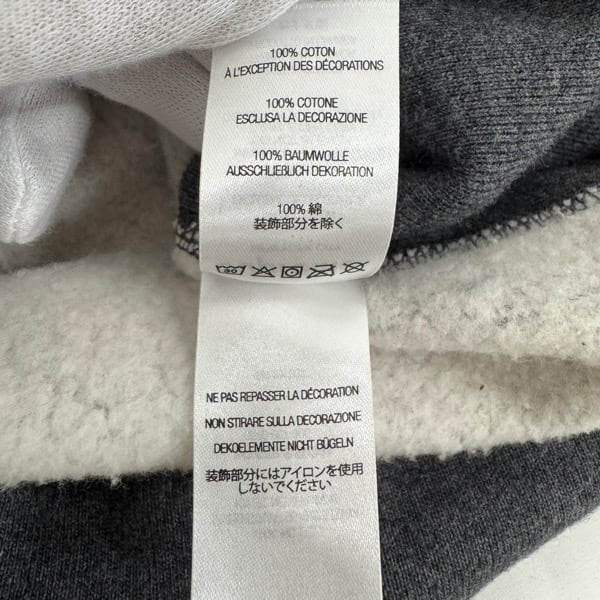 100% COTON
À L'EXCEPTION DES DÉCORATIONS
100% COTONE
ESCLUSA LA DECORAZIONE
100% BAUMWOLLE
AUSSCHLIEßLICH DEKORATION
100% 綿
装飾部分を除く
30
NE PAS REPASSER LA DÉCORATION
NON STIRARE SULLA DECORAZIONE
DEKOELEMENTE NICHT BÜGELN
装飾部分にはアイロンを使用
しないでください